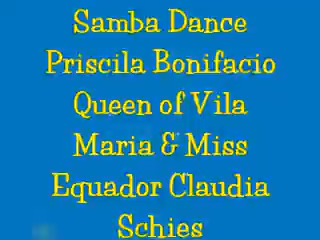 Samba Dance
Priscila Bonifacio
Queen of Vila
Maria & Miss
Equador Claudia
Schies